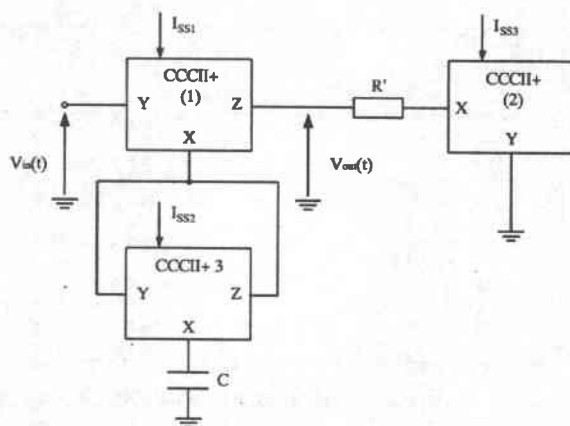 I_SS1
I_SS3
CCCII+
(1)
Y
Z
X
R'
CCCII+
(2)
X
Y
V_in(t)
V_out(t)
I_SS2
CCCII+ 3
Y
Z
X
C